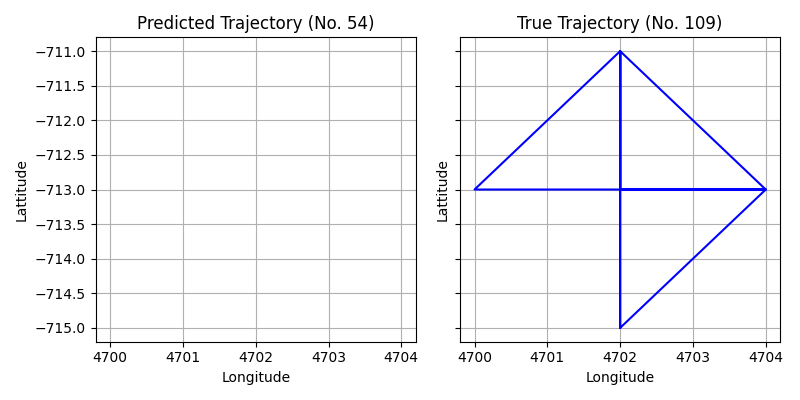 Predicted Trajectory (No. 54)
Lattitude
−711.0
−711.5
−712.0
−712.5
−713.0
−713.5
−714.0
−714.5
−715.0
4700 4701 4702 4703 4704
Longitude
True Trajectory (No. 109)
Lattitude
4700 4701 4702 4703 4704
Longitude